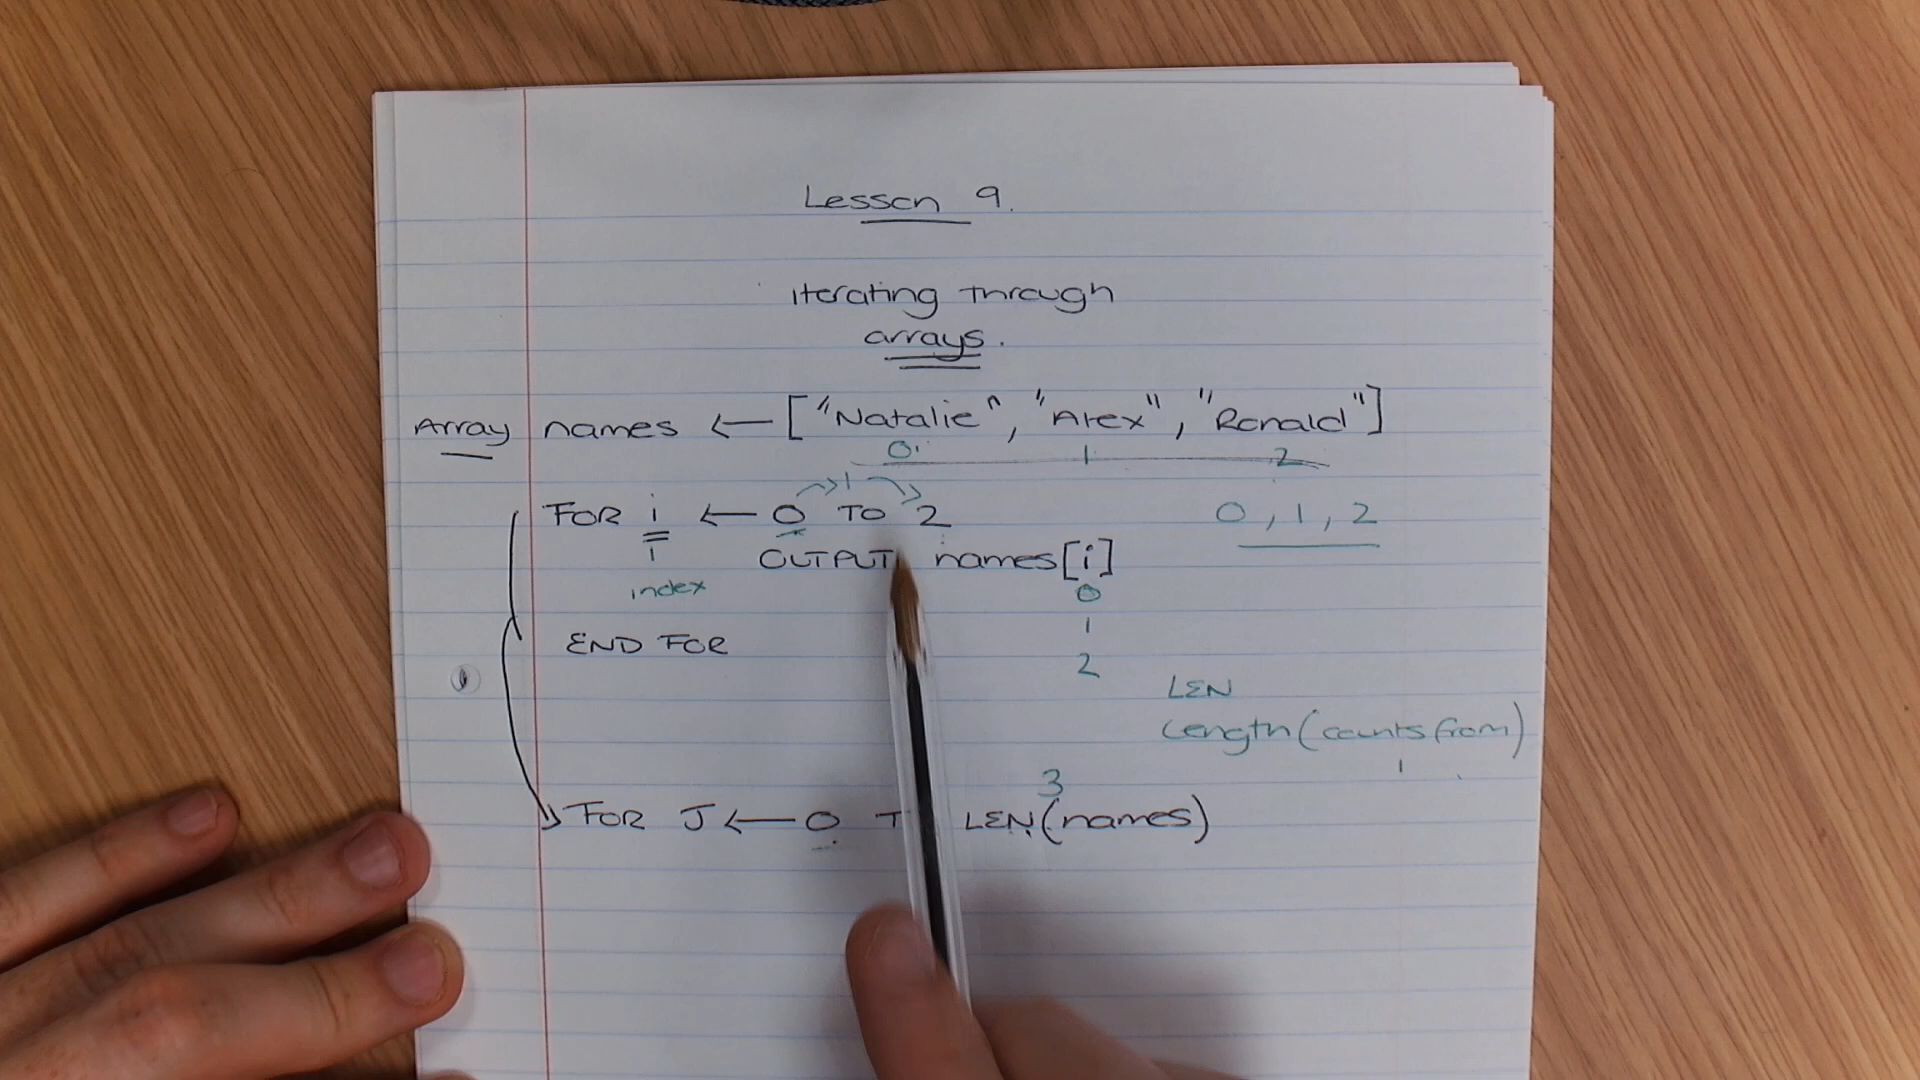 Lesson 9.
iterating through
arrays.
Array names ← ["Natalie", "Alex", "Ronald"]
0 1 2
1
FOR i ← 0 TO 2 0, 1, 2
OUTPUT names[i]
index 0
1
END FOR
2
LEN
Length (counts from)
1
3
FOR J ← 0 LEN(names)